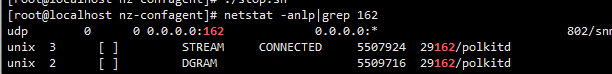 [root@localhost nz-confagent]# ./stop.sh
[root@localhost nz-confagent]# netstat -anlp|grep 162
udp 0 0 0.0.0.0:162 0.0.0.0:* 802/snm
unix 3 [ ] STREAM CONNECTED 5507924 29162/polkitd
unix 2 [ ] DGRAM 5509716 29162/polkitd